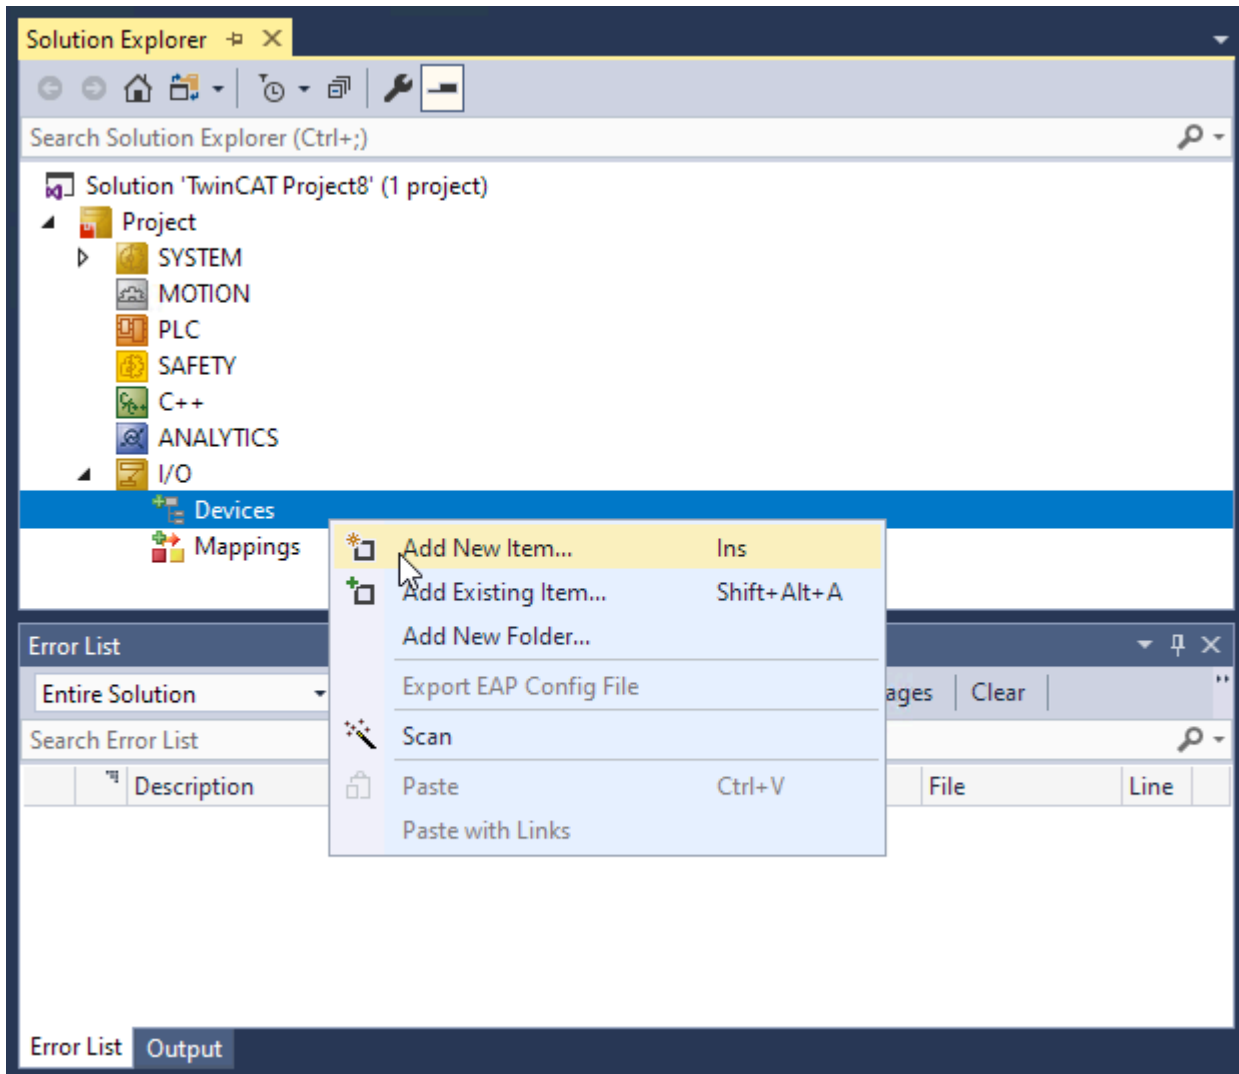 Solution Explorer
Search Solution Explorer (Ctrl+;)
Solution 'TwinCAT Project8' (1 project)
Project
SYSTEM
MOTION
PLC
SAFETY
C++
ANALYTICS
I/O
Devices
Mappings
Add New Item... Ins
Add Existing Item... Shift+Alt+A
Add New Folder...
Export EAP Config File
Scan
Paste Ctrl+V
Paste with Links
Error List
Entire Solution
ages Clear
Search Error List
Description File Line
Error List Output